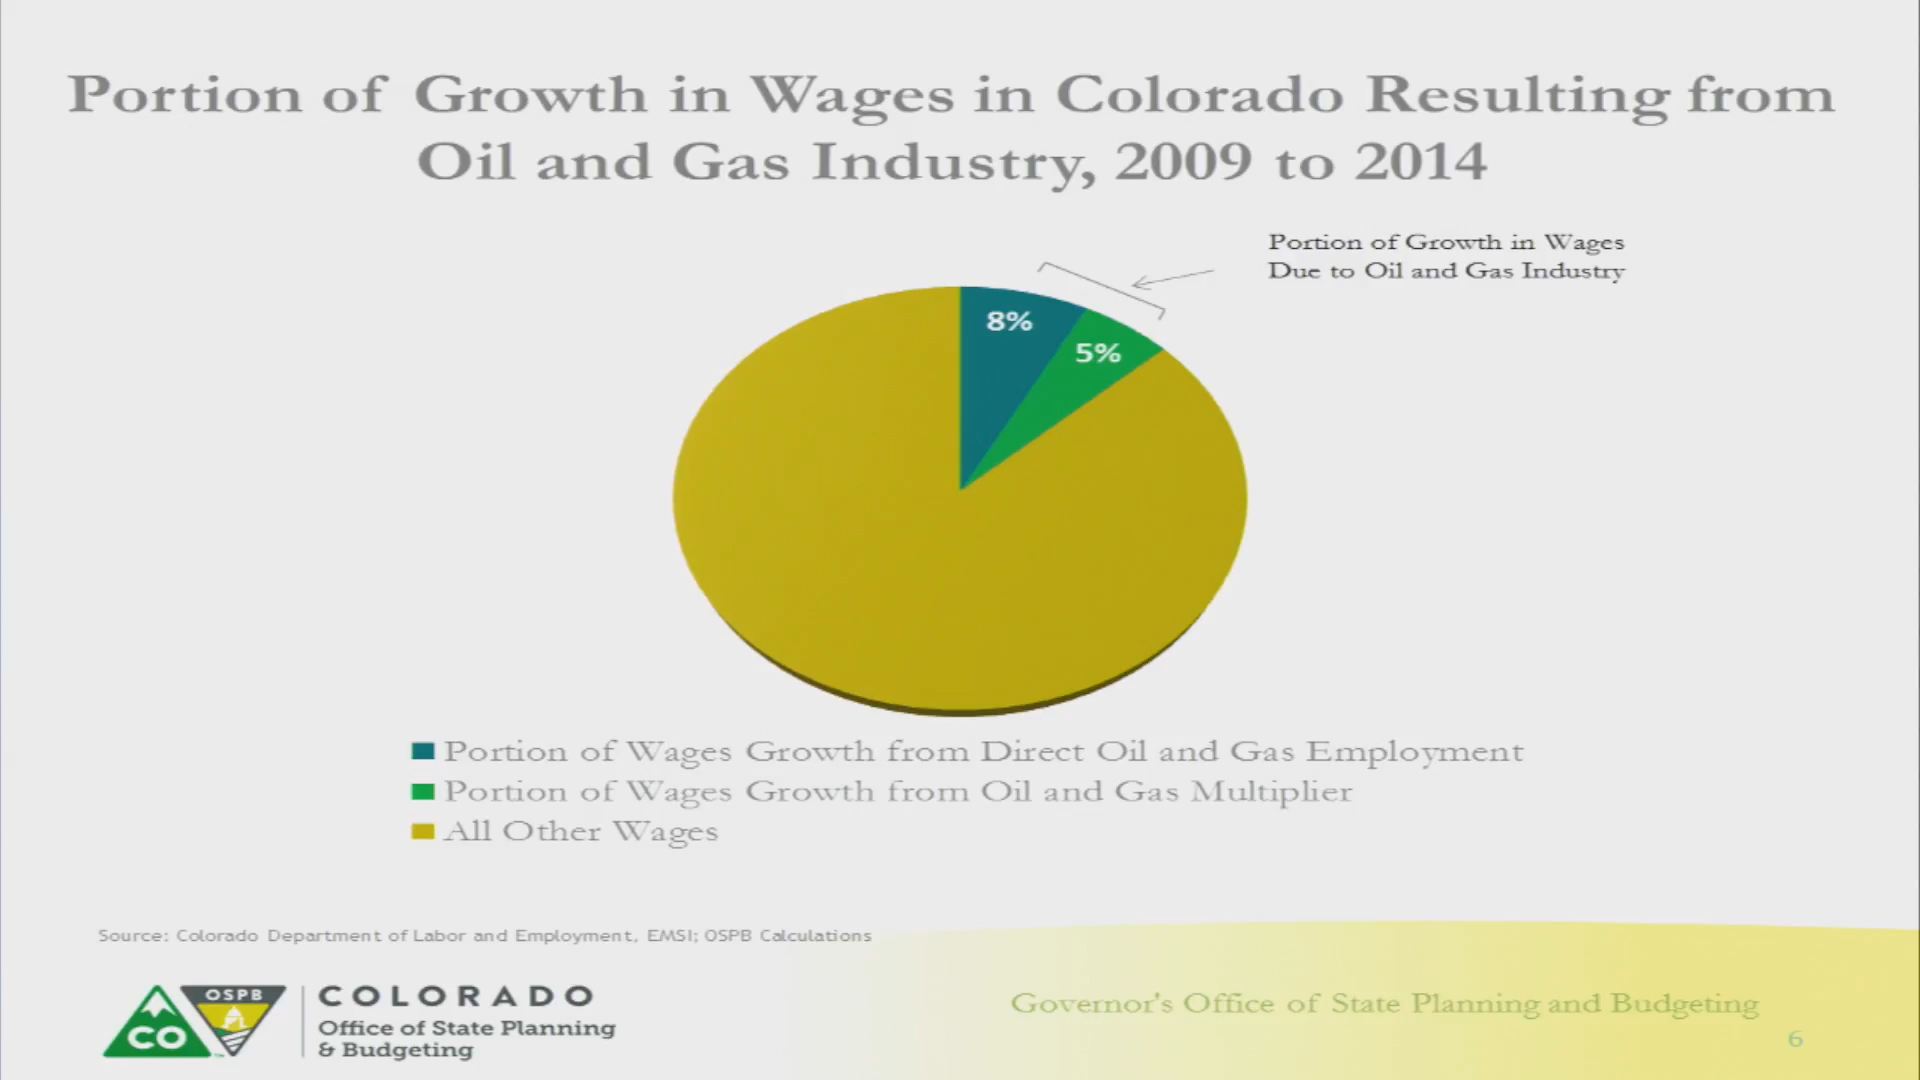 Portion of Growth in Wages in Colorado Resulting from
Oil and Gas Industry, 2009 to 2014
Portion of Growth in Wages
Due to Oil and Gas Industry
8%
5%
Portion of Wages Growth from Direct Oil and Gas Employment
Portion of Wages Growth from Oil and Gas Multiplier
All Other Wages
Source: Colorado Department of Labor and Employment, EMSI; OSPB Calculations
CO
OSPB
TM
COLORADO
Office of State Planning
& Budgeting
Governor's Office of State Planning and Budgeting
6